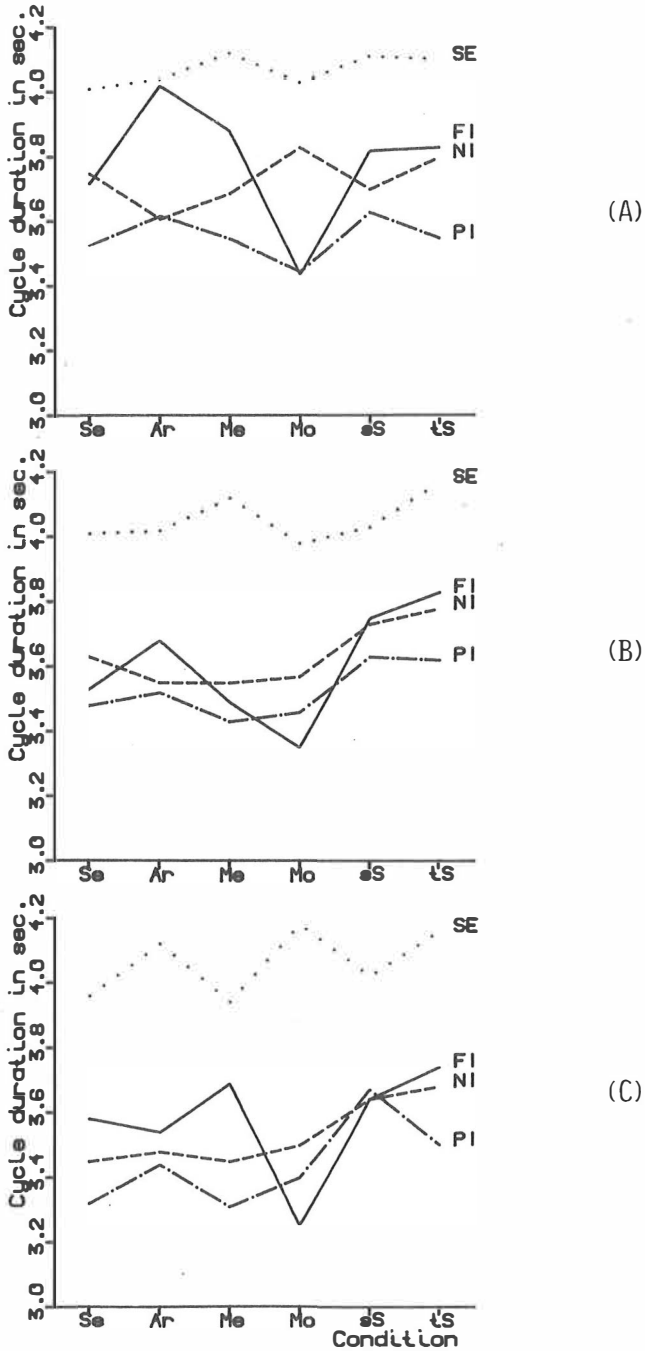 Cycle duration in sec.
4.2
4.0
3.8
3.6
3.4
3.2
3.0
SE
FI
NI
PI
(A)
Se Ar Me Mo sS t'S
Cycle duration in sec.
4.2
4.0
3.8
3.6
3.4
3.2
3.0
SE
FI
NI
PI
(B)
Se Ar Me Mo sS t'S
Cycle duration in sec.
4.2
4.0
3.8
3.6
3.4
3.2
3.0
SE
FI
NI
PI
(C)
Se Ar Me Mo sS t'S
Condition